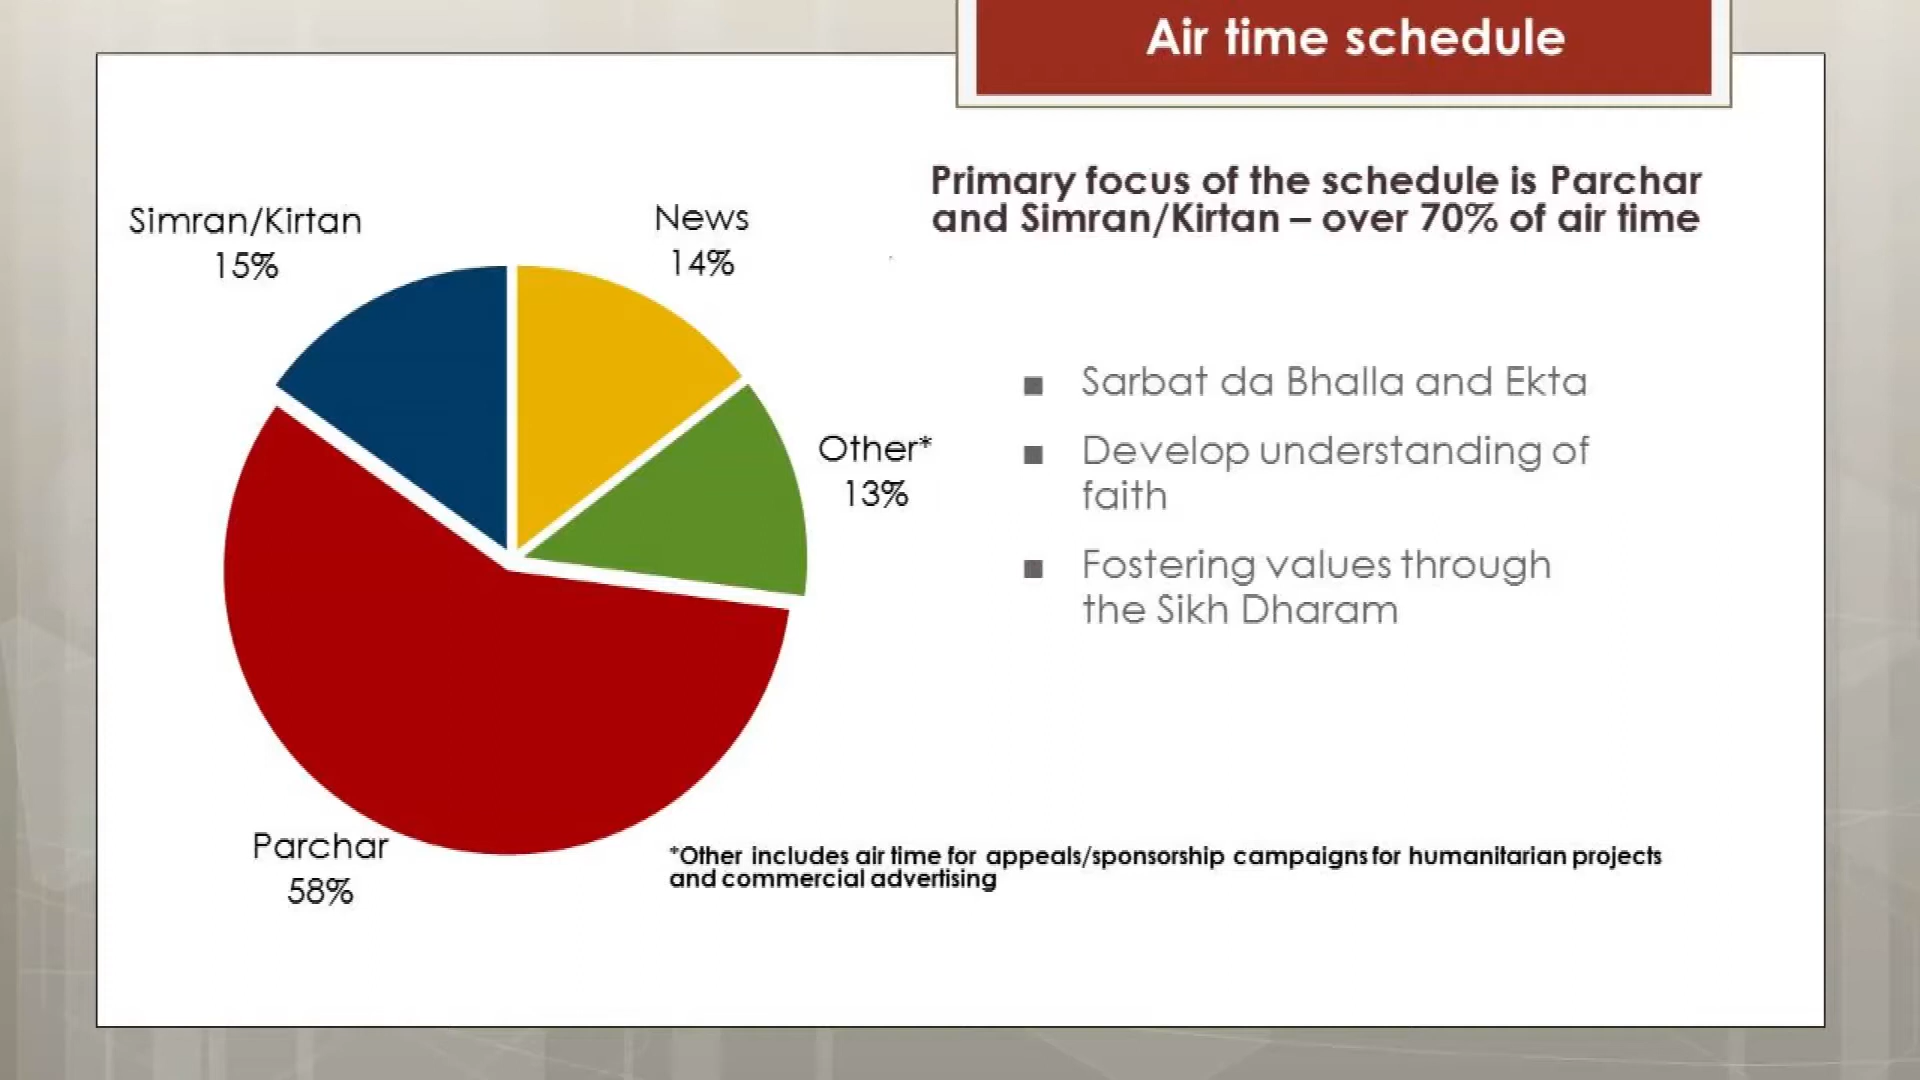 Air time schedule
Primary focus of the schedule is Parchar
and Simran/Kirtan – over 70% of air time
Simran/Kirtan
15%
News
14%
Other*
13%
Parchar
58%
■ Sarbat da Bhalla and Ekta
■ Develop understanding of
faith
■ Fostering values through
the Sikh Dharam
*Other includes air time for appeals/sponsorship campaigns for humanitarian projects
and commercial advertising